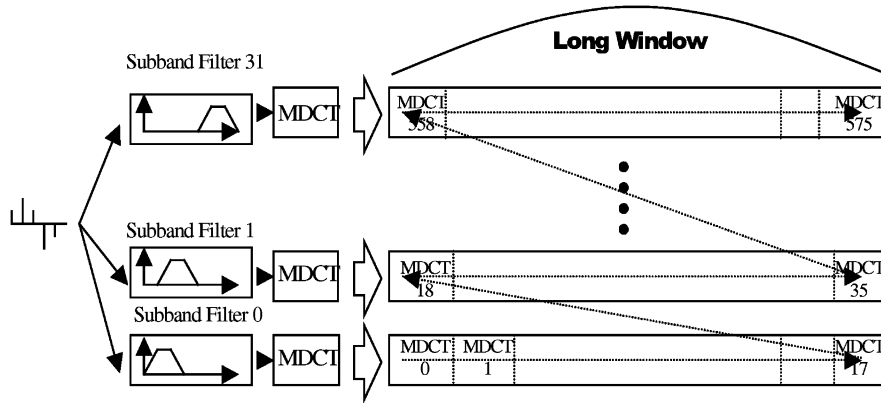 Long Window
Subband Filter 31
MDCT
MDCT
558
MDCT
575
Subband Filter 1
MDCT
MDCT
18
MDCT
35
Subband Filter 0
MDCT
MDCT
0
MDCT
1
MDCT
17